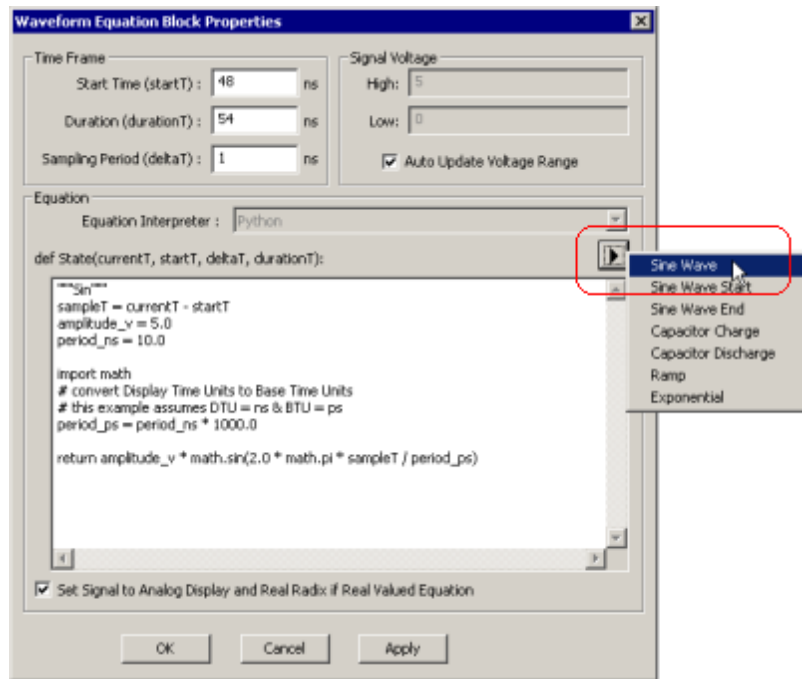 Waveform Equation Block Properties
Time Frame
Start Time (startT) : 48 ns
Duration (durationT) : 54 ns
Sampling Period (deltaT) : 1 ns
Signal Voltage
High: 5
Low: 0
Auto Update Voltage Range
Equation
Equation Interpreter : Python
def State(currentT, startT, deltaT, durationT):
"""Sin"""
sampleT = currentT - startT
amplitude_v = 5.0
period_ns = 10.0
import math
# convert Display Time Units to Base Time Units
# this example assumes DTU = ns & BTU = ps
period_ps = period_ns * 1000.0
return amplitude_v * math.sin(2.0 * math.pi * sampleT / period_ps)
Sine Wave
Sine Wave Start
Sine Wave End
Capacitor Charge
Capacitor Discharge
Ramp
Exponential
Set Signal to Analog Display and Real Radix if Real Valued Equation
OK Cancel Apply